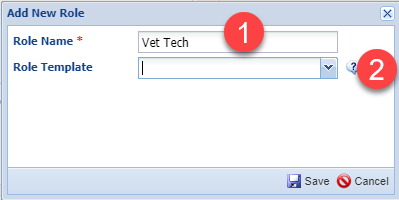 Add New Role
Role Name * Vet Tech 1
Role Template ? 2
Save Cancel